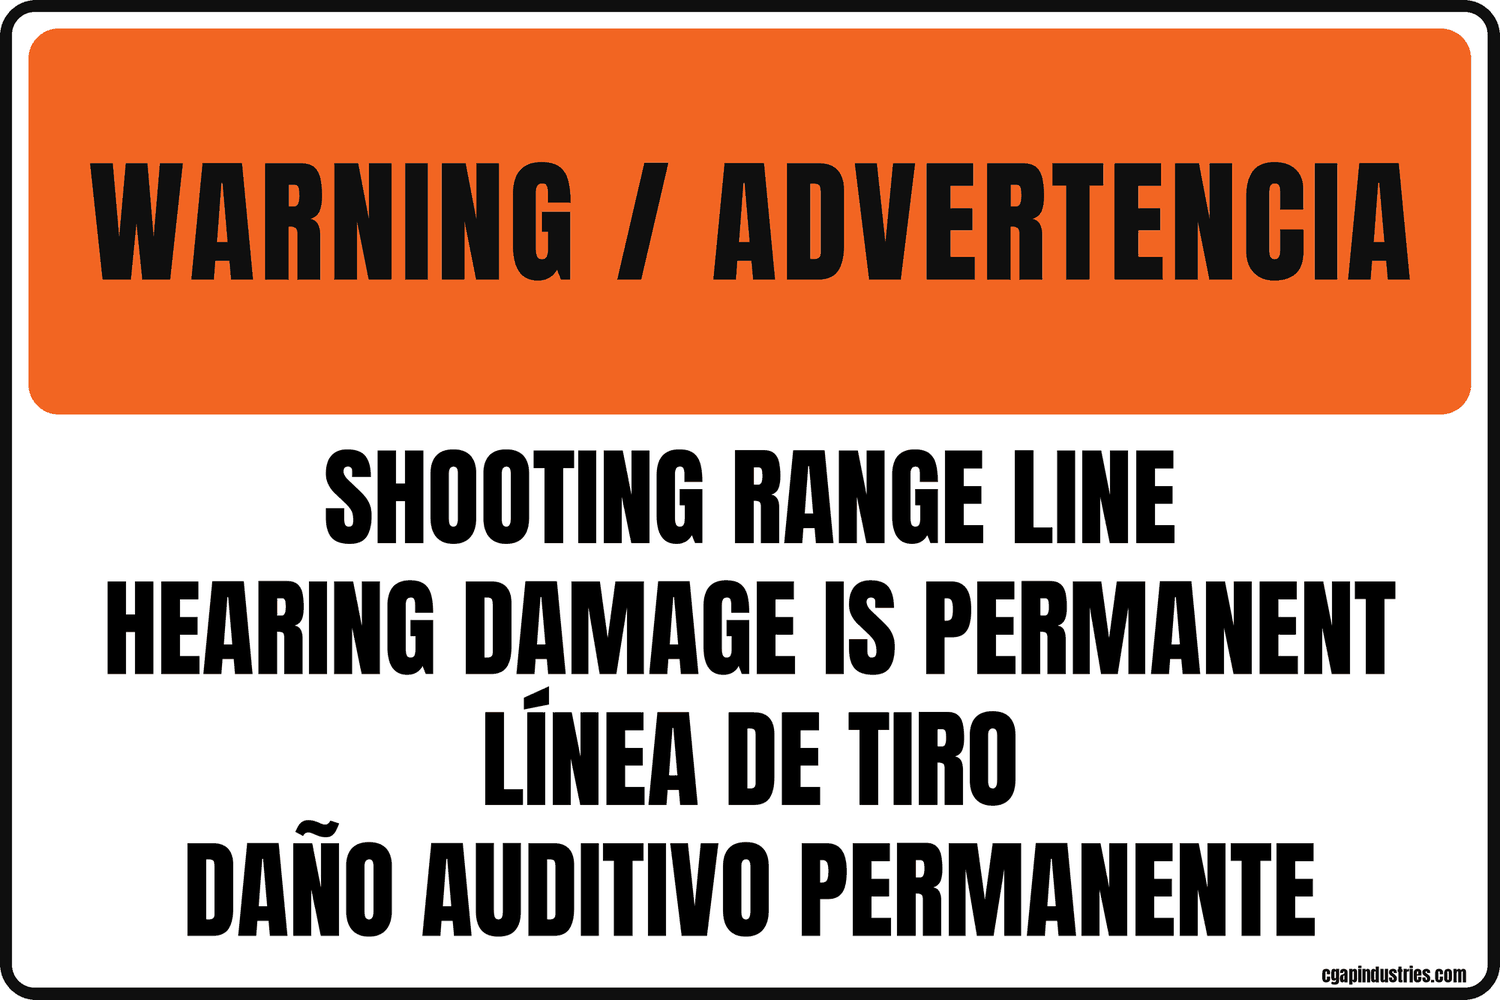 WARNING / ADVERTENCIA
SHOOTING RANGE LINE
HEARING DAMAGE IS PERMANENT
LÍNEA DE TIRO
DAÑO AUDITIVO PERMANENTE
cgapindustries.com